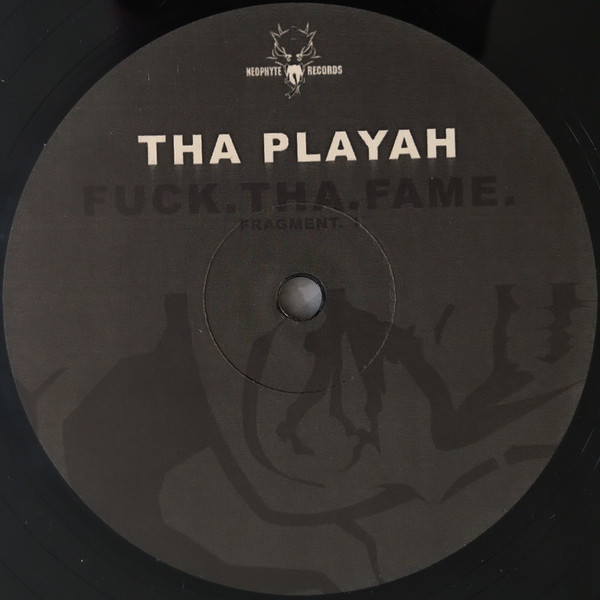 NEOPHYTE RECORDS
THA PLAYAH
FUCK.THA.FAME.
FRAGMENT.